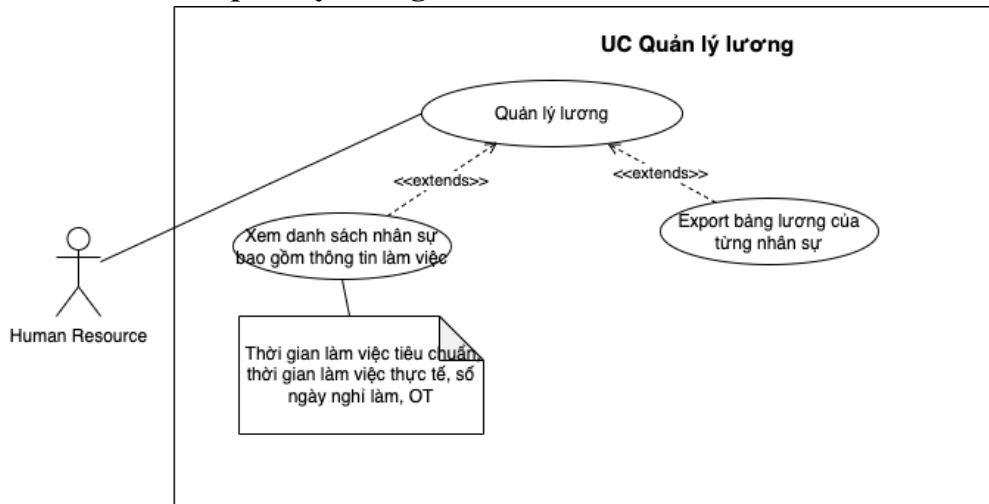 UC Quản lý lương
Quản lý lương
<<extends>>
<<extends>>
Xem danh sách nhân sự
bao gồm thông tin làm việc
Export bảng lương của
từng nhân sự
Human Resource
Thời gian làm việc tiêu chuẩn,
thời gian làm việc thực tế, số
ngày nghỉ làm, OT